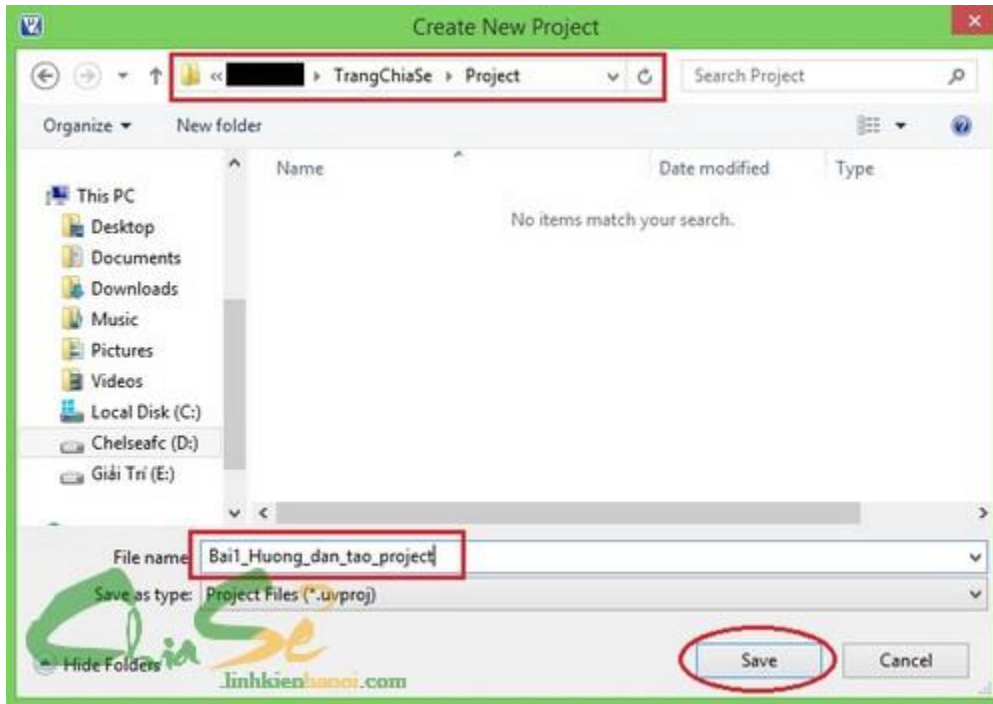 Create New Project
« TrangChiaSe Project Search Project
Organize New folder
Name Date modified Type
No items match your search.
This PC
Desktop
Documents
Downloads
Music
Pictures
Videos
Local Disk (C:)
Chelseafc (D:)
Giải Trí (E:)
File name: Bai1_Huong_dan_tao_project
Save as type: Project Files (*.uvproj)
Hide Folders Save Cancel
ChiaSe
.linhkienhanoi.com